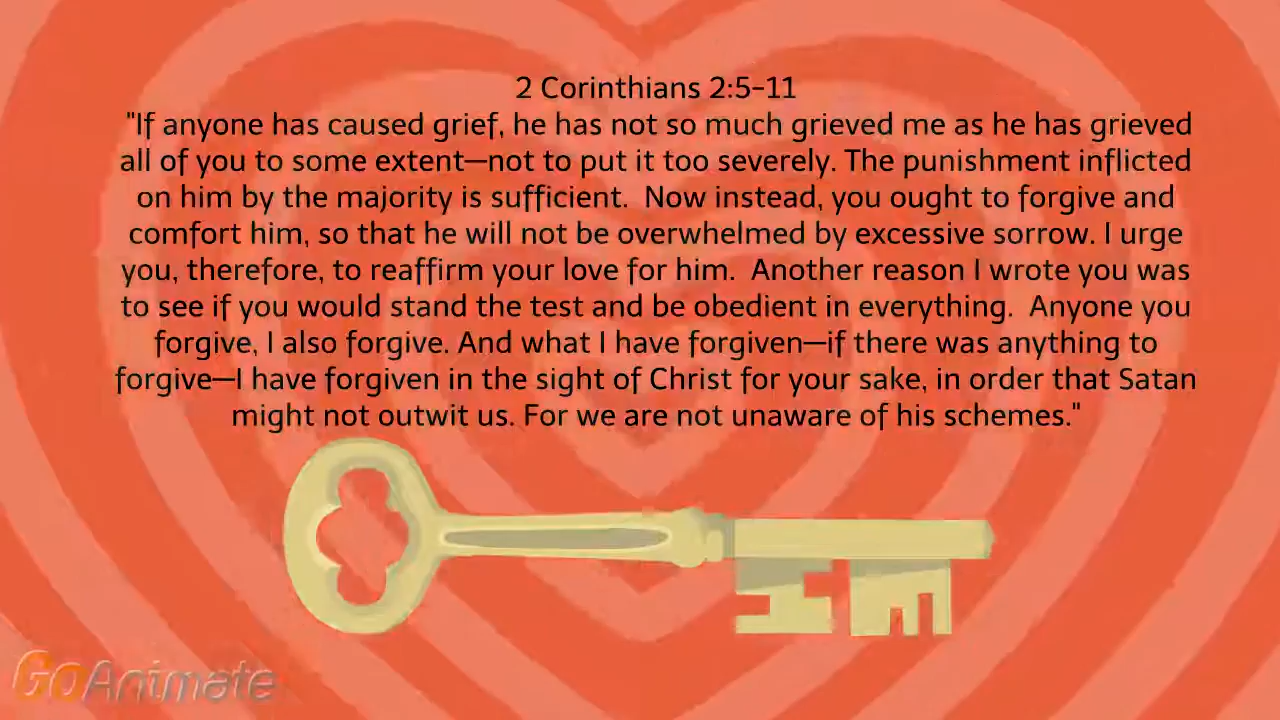 2 Corinthians 2:5-11
"If anyone has caused grief, he has not so much grieved me as he has grieved
all of you to some extent—not to put it too severely. The punishment inflicted
on him by the majority is sufficient.  Now instead, you ought to forgive and
comfort him, so that he will not be overwhelmed by excessive sorrow. I urge
you, therefore, to reaffirm your love for him.  Another reason I wrote you was
to see if you would stand the test and be obedient in everything.  Anyone you
forgive, I also forgive. And what I have forgiven—if there was anything to
forgive—I have forgiven in the sight of Christ for your sake, in order that Satan
might not outwit us. For we are not unaware of his schemes."
GoAnimate